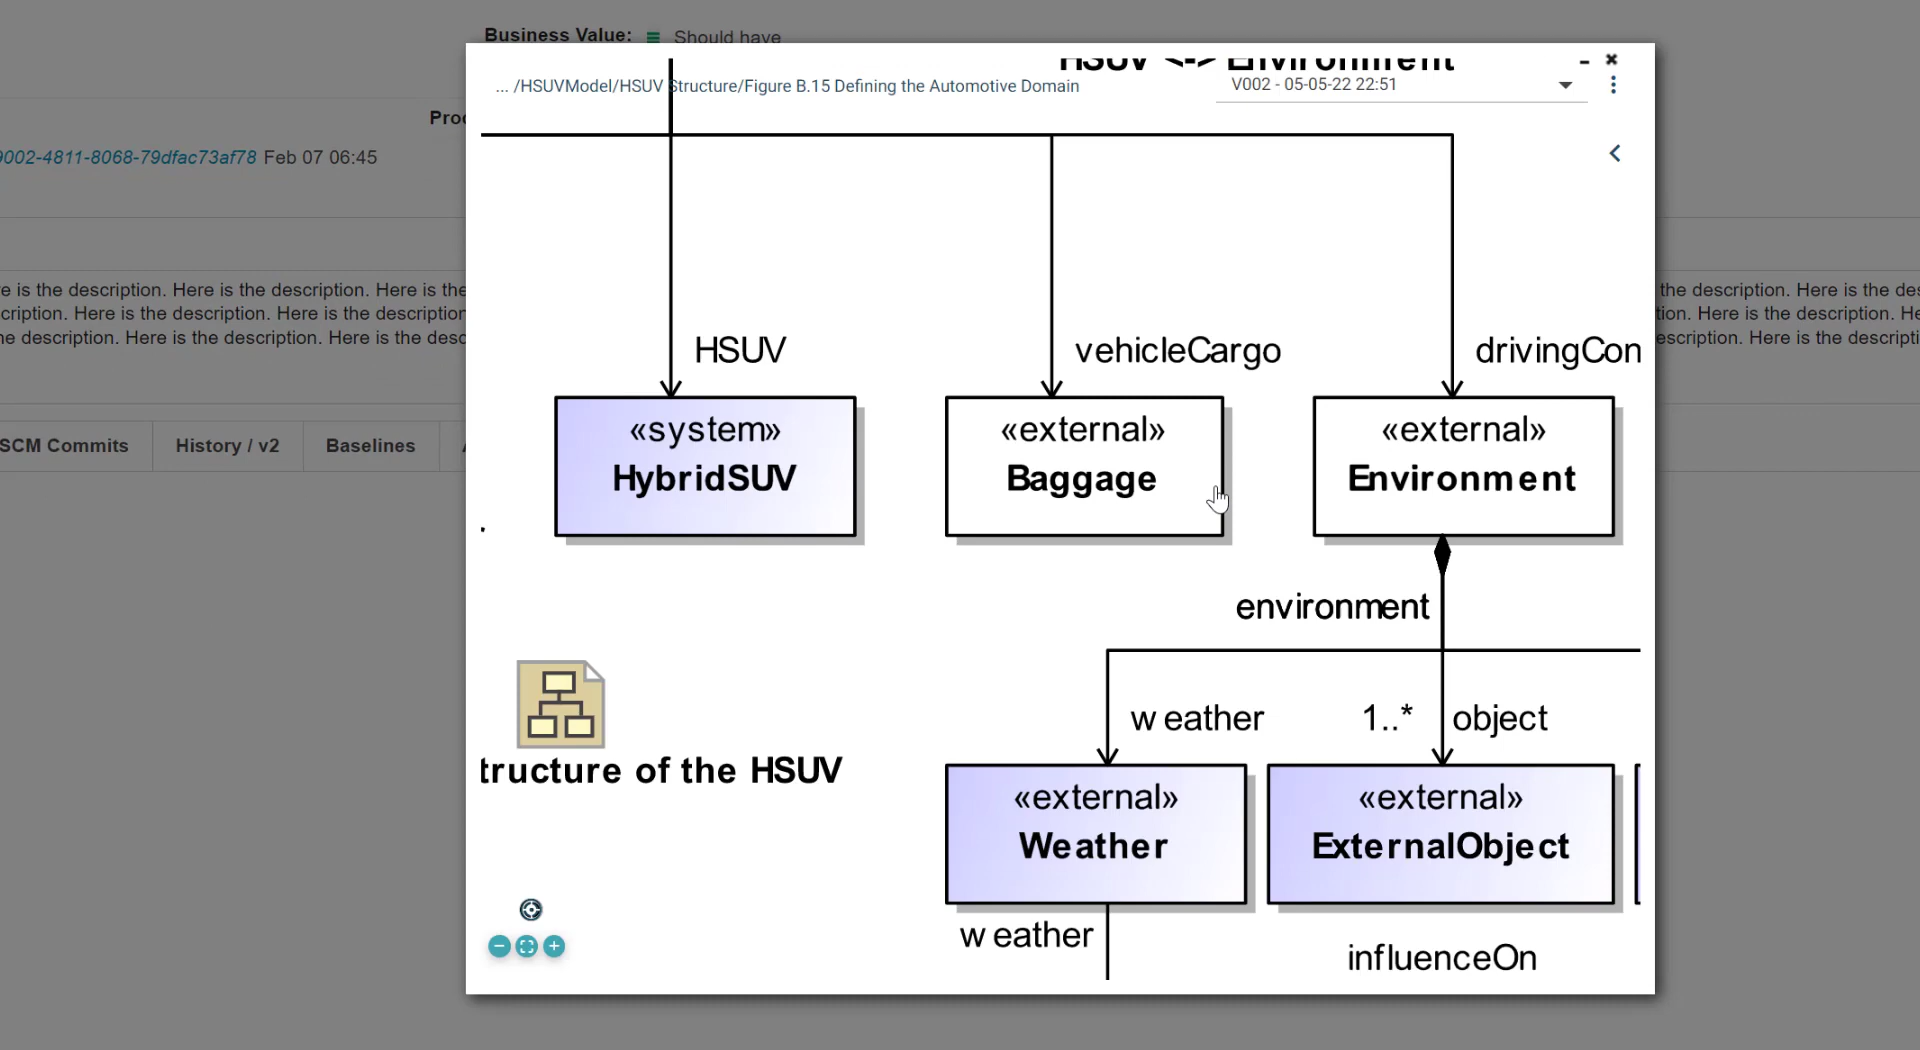 Business Value: Should have
HSUV <-> Environment
... /HSUVModel/HSUV Structure/Figure B.15 Defining the Automotive Domain
V002 - 05-05-22 22:51
9002-4811-8068-79dfac73af78 Feb 07 06:45
e is the description. Here is the description. Here is the
cription. Here is the description. Here is the description
he description. Here is the description. Here is the desc
the description. Here is the des
tion. Here is the description. He
escription. Here is the descripti
HSUV
vehicleCargo
drivingCon
«system»
HybridSUV
«external»
Baggage
«external»
Environment
SCM Commits
History / v2
Baselines
environment
weather
1..*
object
tructure of the HSUV
«external»
Weather
«external»
ExternalObject
weather
influenceOn